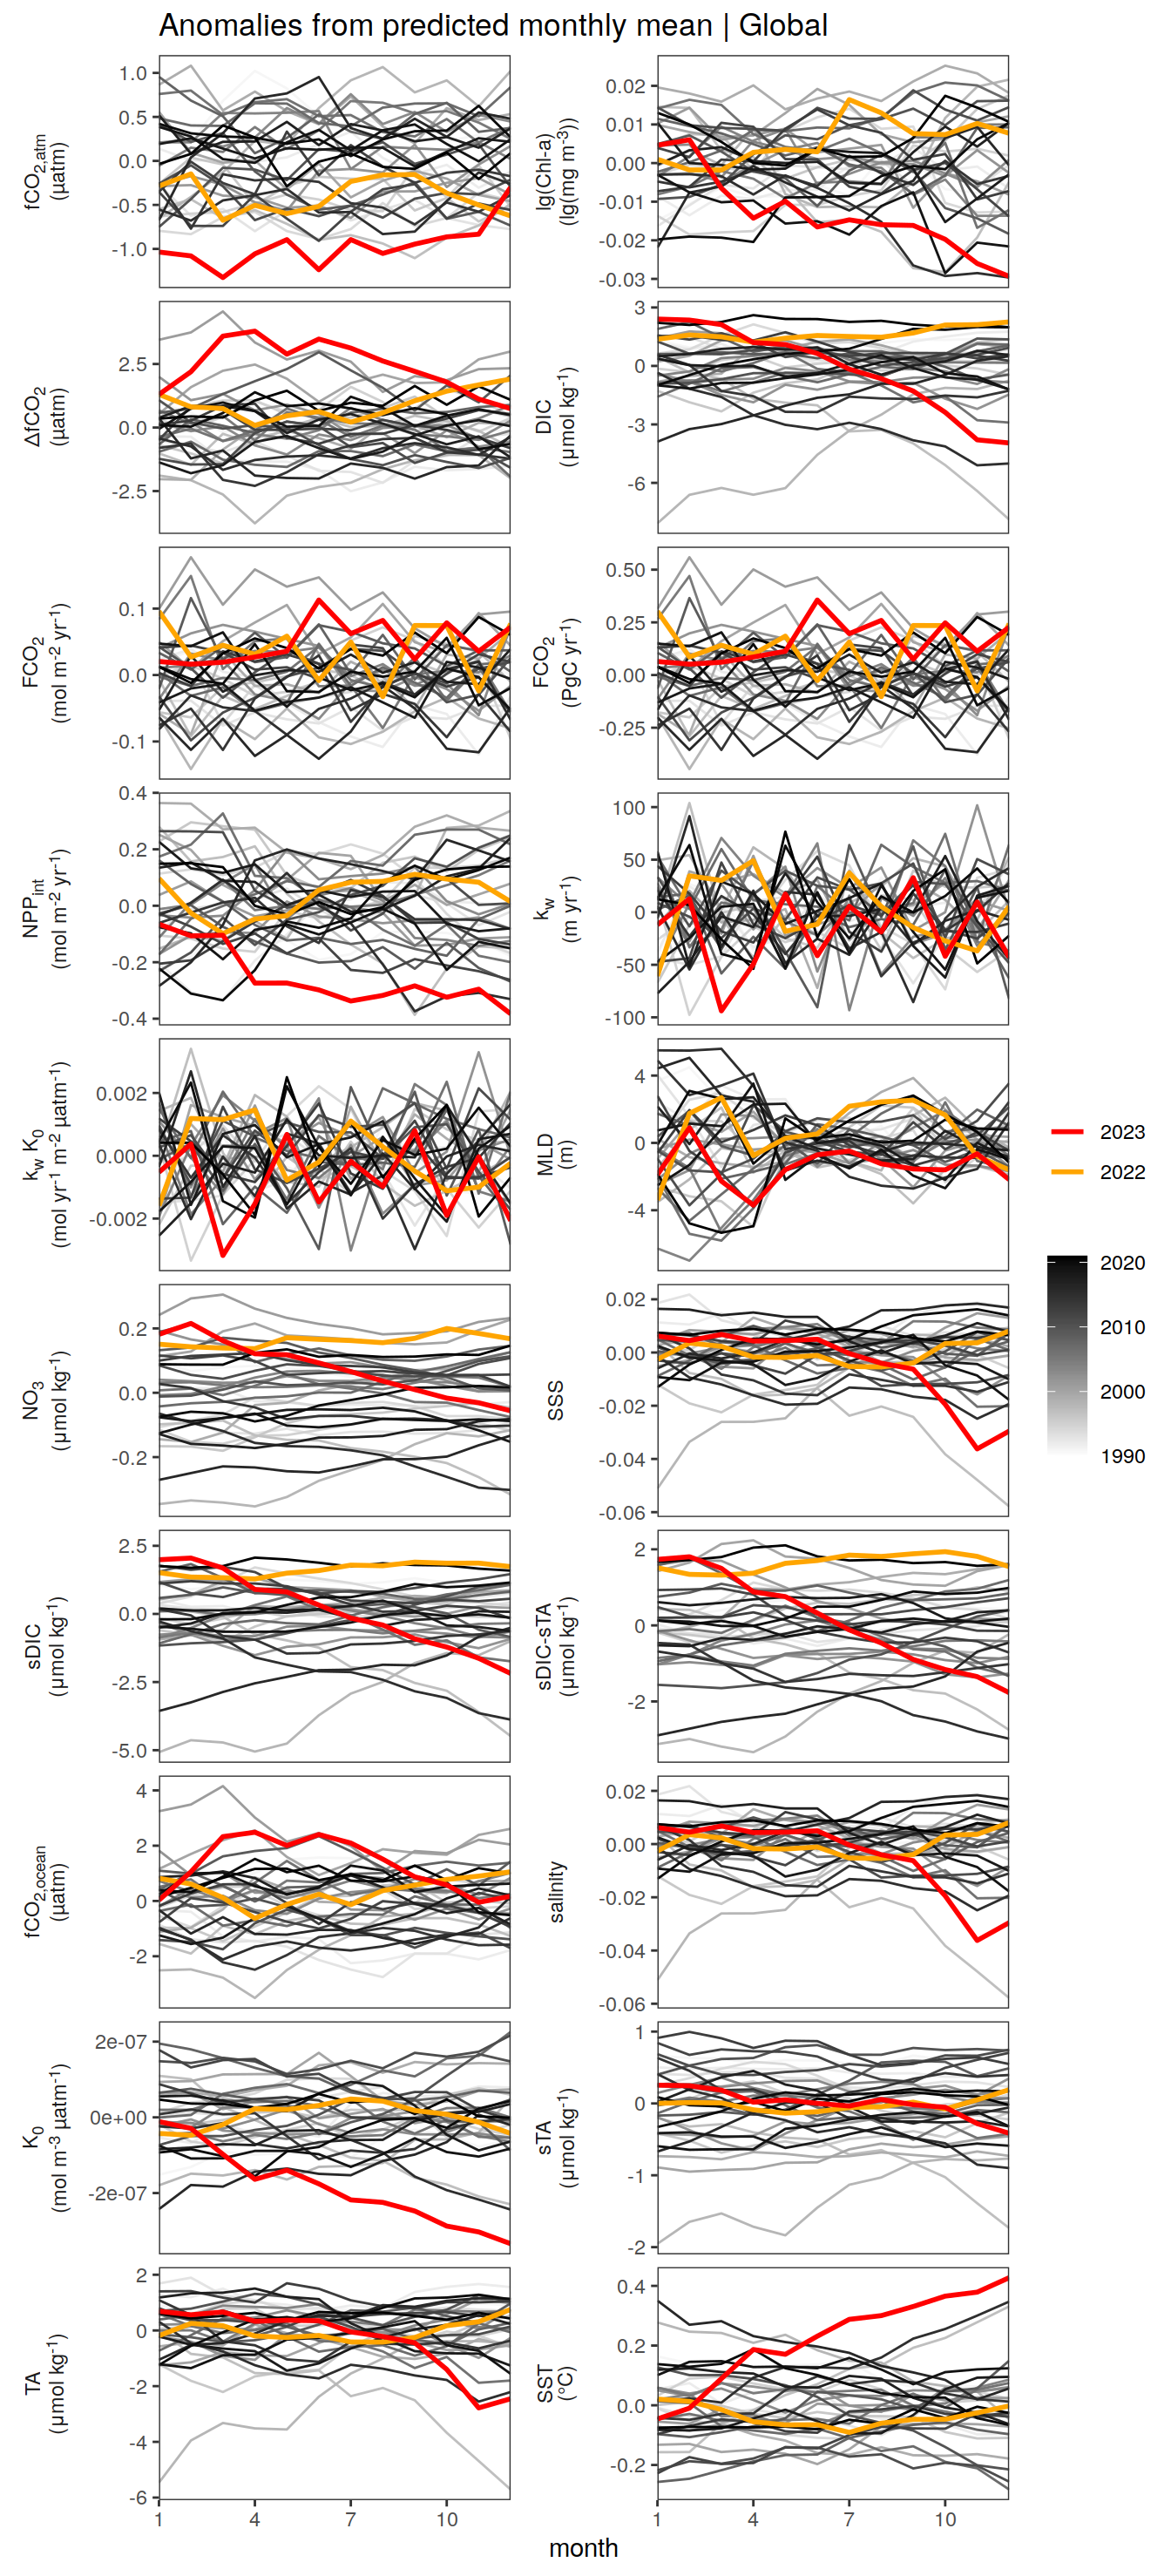 Anomalies from predicted monthly mean | Global
fCO2,atm
(µatm)
1.0
0.5
0.0
-0.5
-1.0
lg(Chl-a)
(lg(mg m-3))
0.02
0.01
0.00
-0.01
-0.02
-0.03
ΔfCO2
(µatm)
2.5
0.0
-2.5
DIC
(µmol kg-1)
3
0
-3
-6
FCO2
(mol m-2 yr-1)
0.1
0.0
-0.1
FCO2
(PgC yr-1)
0.50
0.25
0.00
-0.25
NPPint
(mol m-2 yr-1)
0.4
0.2
0.0
-0.2
-0.4
kw
(m yr-1)
100
50
0
-50
-100
kw K0
(mol yr-1 m-2 µatm-1)
0.002
0.000
-0.002
MLD
(m)
4
0
-4
2023
2022
2020
2010
2000
1990
NO3
(µmol kg-1)
0.2
0.0
-0.2
SSS
0.02
0.00
-0.02
-0.04
-0.06
sDIC
(µmol kg-1)
2.5
0.0
-2.5
-5.0
sDIC-sTA
(µmol kg-1)
2
0
-2
fCO2,ocean
(µatm)
4
2
0
-2
salinity
0.02
0.00
-0.02
-0.04
-0.06
K0
(mol m-3 µatm-1)
2e-07
0e+00
-2e-07
sTA
(µmol kg-1)
1
0
-1
-2
TA
(µmol kg-1)
2
0
-2
-4
-6
SST
(°C)
0.4
0.2
0.0
-0.2
1
4
7
10
1
4
7
10
month